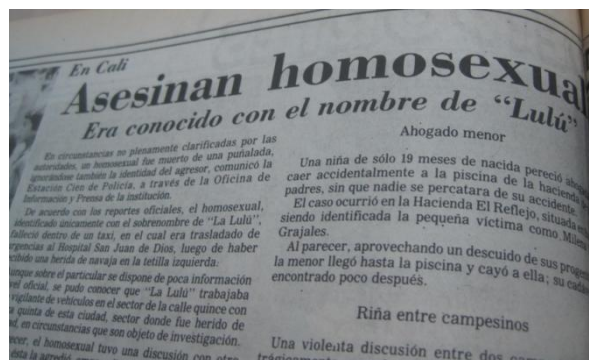 En Cali
Asesinan homosexual
Era conocido con el nombre de "Lulú"
En circunstancias no plenamente clarificadas por las
autoridades, un homosexual fue muerto de una puñalada,
ignorándose también la identidad del agresor, comunicó la
Estación Cien de Policía, a través de la Oficina de
Información y Prensa de la institución.
De acuerdo con los reportes oficiales, el homosexual,
identificado únicamente con el sobrenombre de "La Lulú",
falleció dentro de un taxi, en el cual era trasladado de
urgencias al Hospital San Juan de Dios, luego de haber
cibido una herida de navaja en la tetilla izquierda.
unque sobre el particular se dispone de poca información
el oficial, se pudo conocer que "La Lulú" trabajaba
vigilante de vehículos en el sector de la calle quince con
a quinta de esta ciudad, sector donde fue herido de
d, en circunstancias que son objeto de investigación.
ecer, el homosexual tuvo una discusión con otro
Ahogado menor
Una niña de sólo 19 meses de nacida pereció
caer accidentalmente a la piscina de la hacienda
padres, sin que nadie se percatara de su accidente.
El caso ocurrió en la Hacienda El Reflejo, situada
siendo identificada la pequeña víctima como
Grajales.
Al parecer, aprovechando un descuido de sus
la menor llegó hasta la piscina y cayó a ella; su
encontrado poco después.
Riña entre campesinos
Una violenta discusión entre dos